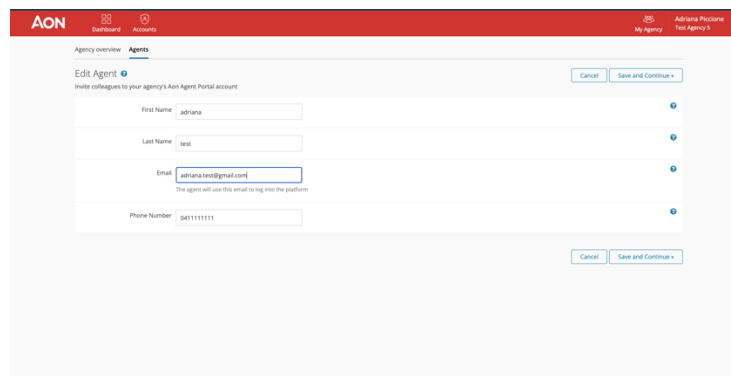 AON
Dashboard
Accounts
My Agency
Adriana Piccione
Test Agency 5
Agency overview
Agents
Edit Agent ?
Cancel
Save and Continue »
Invite colleagues to your agency's Aon Agent Portal account
First Name
adriana
?
Last Name
test
?
Email
adriana.test@gmail.com
?
The agent will use this email to log into the platform
Phone Number
0411111111
?
Cancel
Save and Continue »